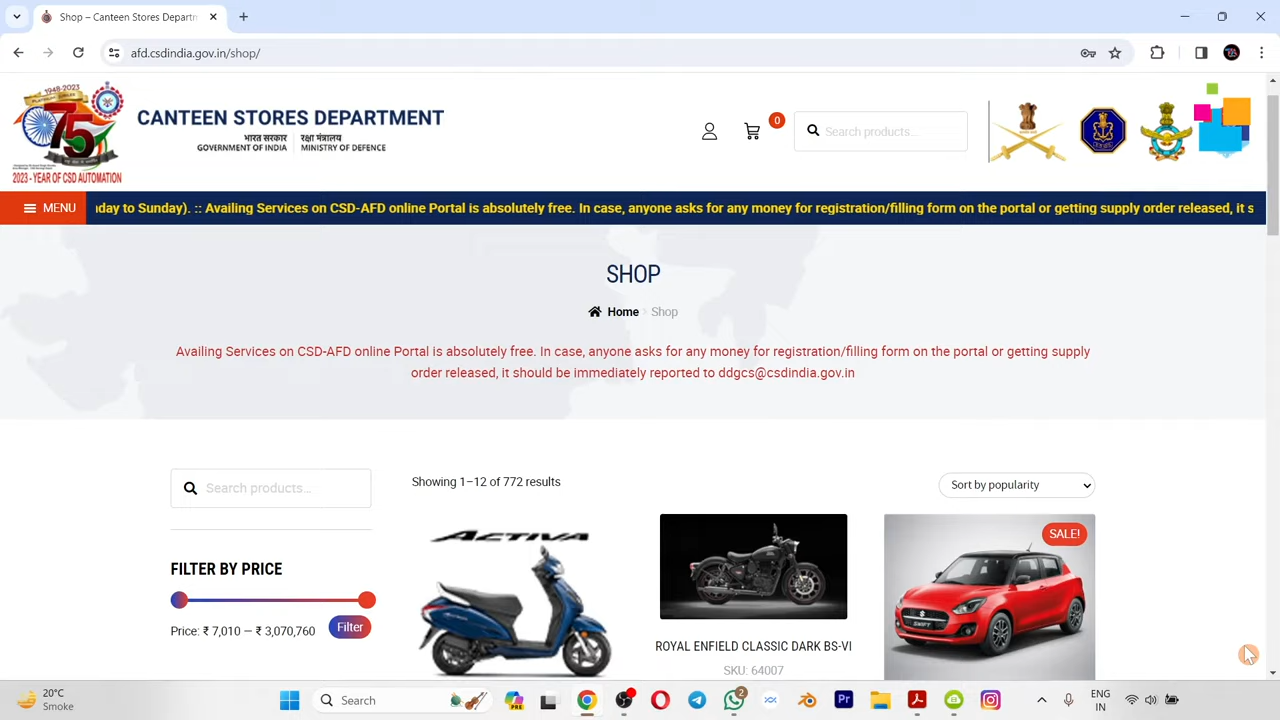 Shop – Canteen Stores Departn
afd.csdindia.gov.in/shop/
1948-2023
75
2023 - YEAR OF CSD AUTOMATION
CANTEEN STORES DEPARTMENT
भारत सरकार रक्षा मंत्रालय
GOVERNMENT OF INDIA MINISTRY OF DEFENCE
0
Search products...
MENU
day to Sunday). :: Availing Services on CSD-AFD online Portal is absolutely free. In case, anyone asks for any money for registration/filling form on the portal or getting supply order released, it s
SHOP
Home › Shop
Availing Services on CSD-AFD online Portal is absolutely free. In case, anyone asks for any money for registration/filling form on the portal or getting supply
order released, it should be immediately reported to ddgcs@csdindia.gov.in
Search products...
Showing 1–12 of 772 results
Sort by popularity
FILTER BY PRICE
Price: ₹ 7,010 — ₹ 3,070,760
Filter
ACTIVA
ROYAL ENFIELD CLASSIC DARK BS-VI
SKU: 64007
SALE!
SWIFT
20°C
Smoke
Search
PRE
2
Pr
ENG
IN